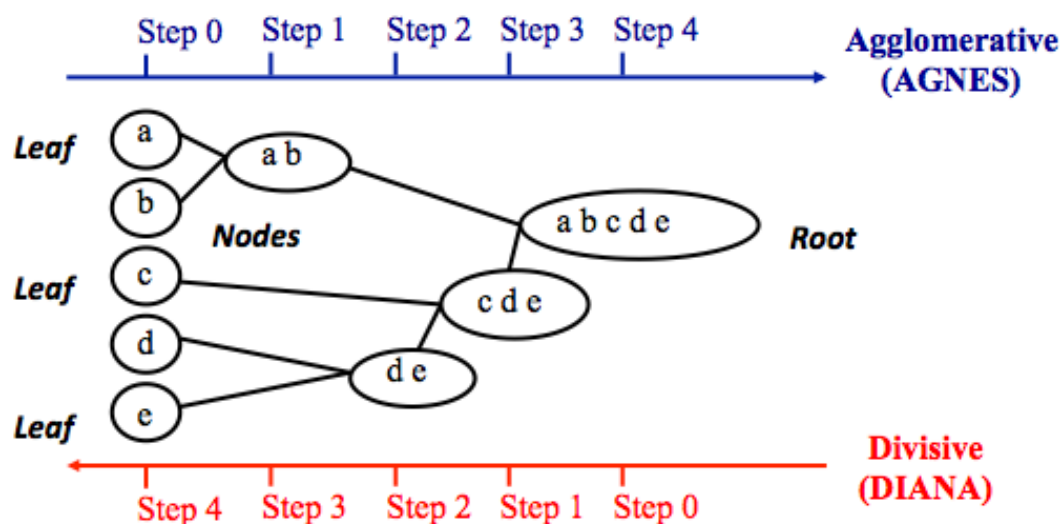 Step 0 Step 1 Step 2 Step 3 Step 4
Agglomerative
(AGNES)
Leaf
a
a b
b
Nodes
a b c d e
Root
Leaf
c
c d e
d
d e
Leaf
e
Divisive
(DIANA)
Step 4 Step 3 Step 2 Step 1 Step 0